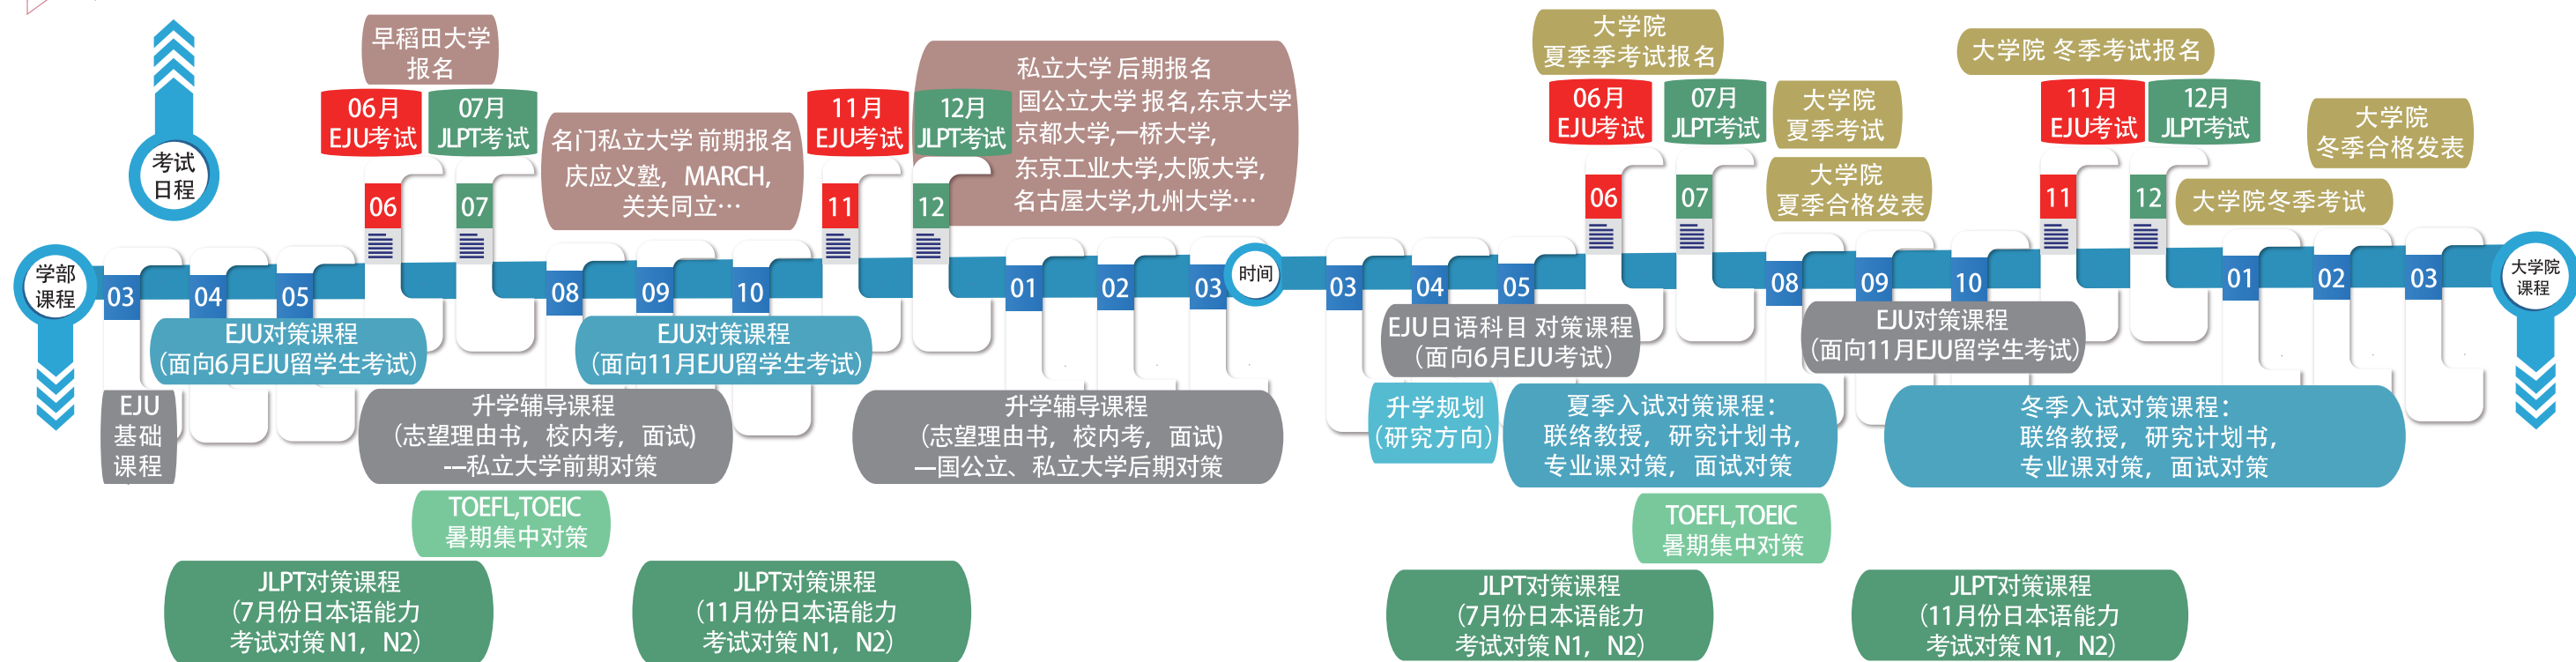 考试
日程
早稻田大学
报名
06月
EJU考试
07月
JLPT考试
名门私立大学 前期报名
庆应义塾，MARCH,
关关同立…
11月
EJU考试
12月
JLPT考试
私立大学 后期报名
国公立大学 报名,东京大学
京都大学,一桥大学,
东京工业大学,大阪大学,
名古屋大学,九州大学…
大学院
夏季季考试报名
06月
EJU考试
07月
JLPT考试
大学院
夏季考试
大学院
夏季合格发表
大学院 冬季考试报名
11月
EJU考试
12月
JLPT考试
大学院
冬季合格发表
大学院冬季考试
学部
课程
03
04
05
06
07
08
09
10
11
12
01
02
03
时间
03
04
05
06
07
08
09
10
11
12
01
02
03
大学院
课程
EJU对策课程
（面向6月EJU留学生考试）
EJU对策课程
（面向11月EJU留学生考试）
EJU
基础
课程
升学辅导课程
(志望理由书，校内考，面试)
--–私立大学前期对策
升学辅导课程
(志望理由书，校内考，面试)
—国公立、私立大学后期对策
TOEFL,TOEIC
暑期集中对策
JLPT对策课程
（7月份日本语能力
考试对策 N1，N2）
JLPT对策课程
（11月份日本语能力
考试对策 N1，N2）
EJU日语科目 对策课程
（面向6月EJU考试）
EJU对策课程
（面向11月EJU留学生考试）
升学规划
(研究方向)
夏季入试对策课程：
联络教授，研究计划书，
专业课对策，面试对策
冬季入试对策课程：
联络教授，研究计划书，
专业课对策，面试对策
TOEFL,TOEIC
暑期集中对策
JLPT对策课程
（7月份日本语能力
考试对策 N1，N2）
JLPT对策课程
（11月份日本语能力
考试对策 N1，N2）